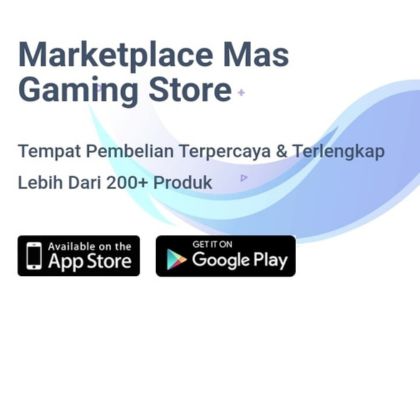 Marketplace Mas
Gaming Store
Tempat Pembelian Terpercaya & Terlengkap
Lebih Dari 200+ Produk
Available on the
App Store
GET IT ON
Google Play